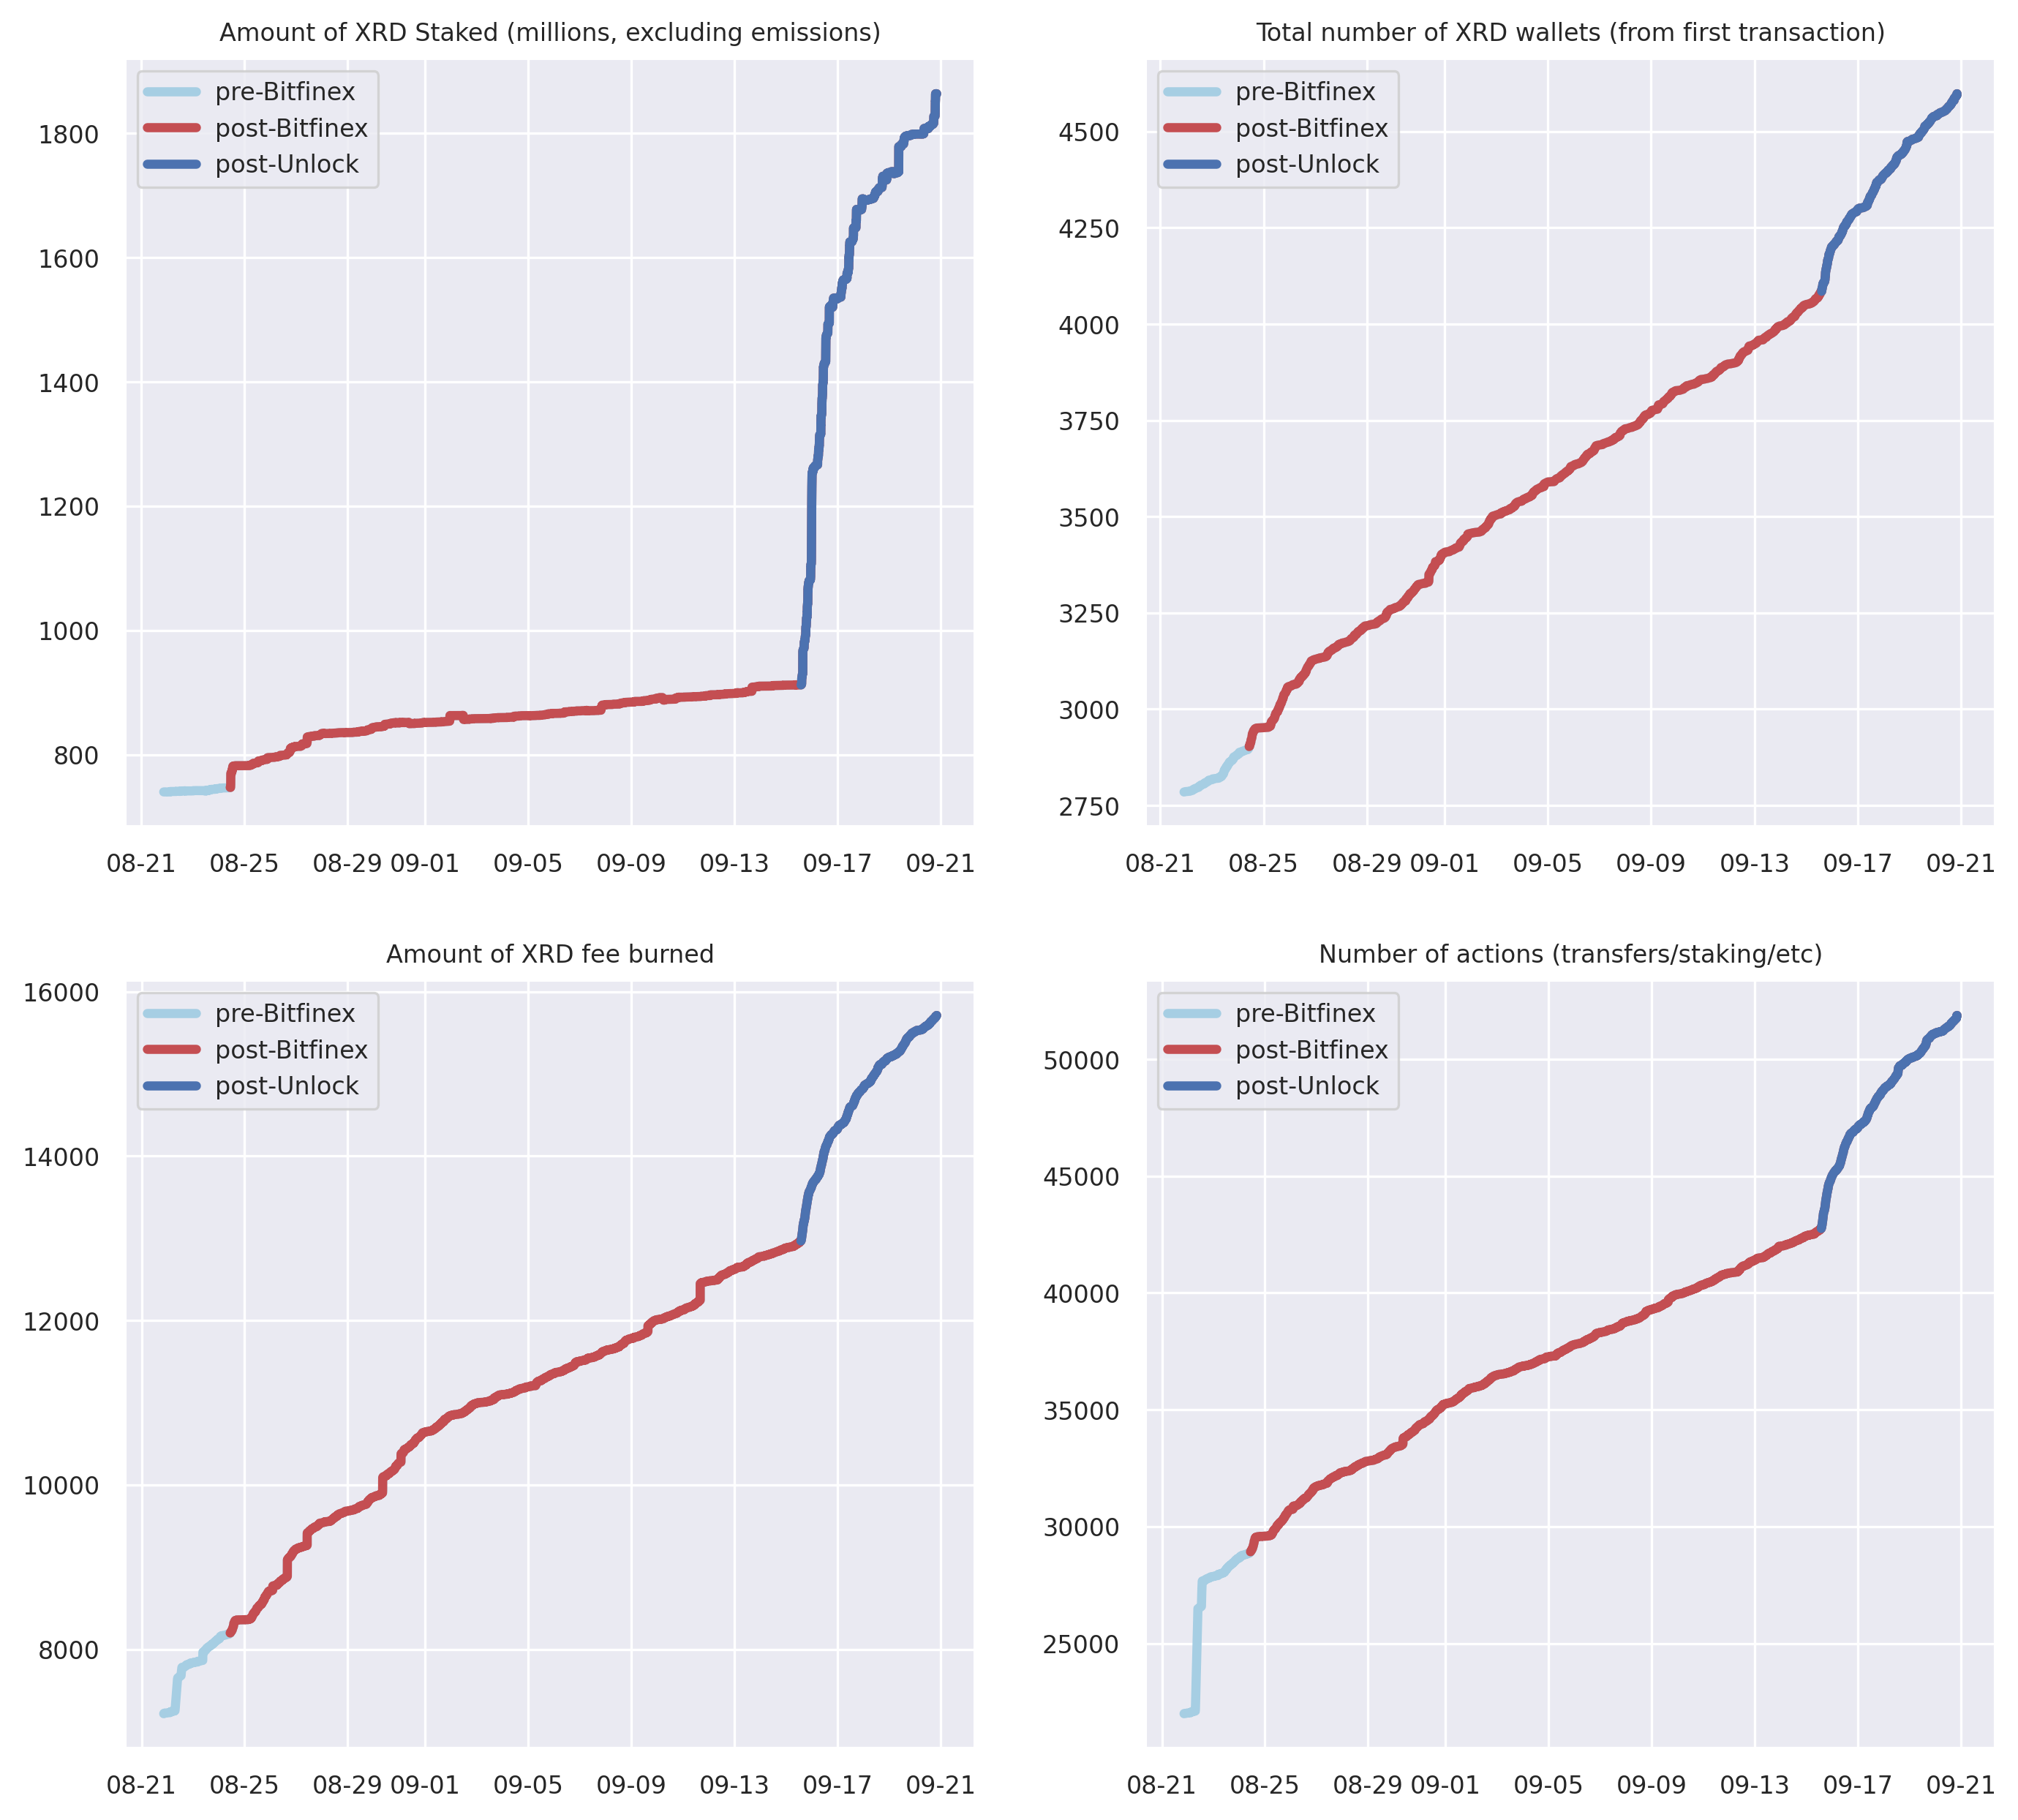 Amount of XRD Staked (millions, excluding emissions)
pre-Bitfinex
post-Bitfinex
post-Unlock
1800
1600
1400
1200
1000
800
08-21 08-25 08-29 09-01 09-05 09-09 09-13 09-17 09-21
Total number of XRD wallets (from first transaction)
pre-Bitfinex
post-Bitfinex
post-Unlock
4500
4250
4000
3750
3500
3250
3000
2750
08-21 08-25 08-29 09-01 09-05 09-09 09-13 09-17 09-21
Amount of XRD fee burned
pre-Bitfinex
post-Bitfinex
post-Unlock
16000
14000
12000
10000
8000
08-21 08-25 08-29 09-01 09-05 09-09 09-13 09-17 09-21
Number of actions (transfers/staking/etc)
pre-Bitfinex
post-Bitfinex
post-Unlock
50000
45000
40000
35000
30000
25000
08-21 08-25 08-29 09-01 09-05 09-09 09-13 09-17 09-21